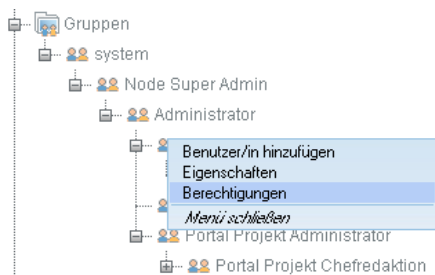 Gruppen
system
Node Super Admin
Administrator
Benutzer/in hinzufügen
Eigenschaften
Berechtigungen
Menü schließen
Portal Projekt Administrator
Portal Projekt Chefredaktion